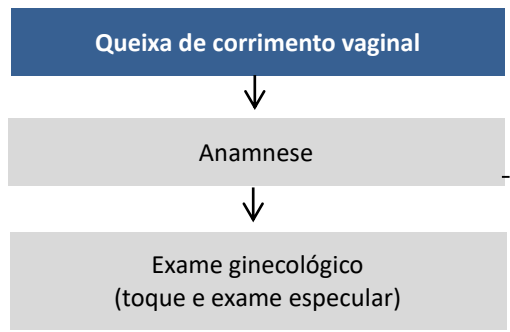 Queixa de corrimento vaginal
Anamnese
-
Exame ginecológico
(toque e exame especular)